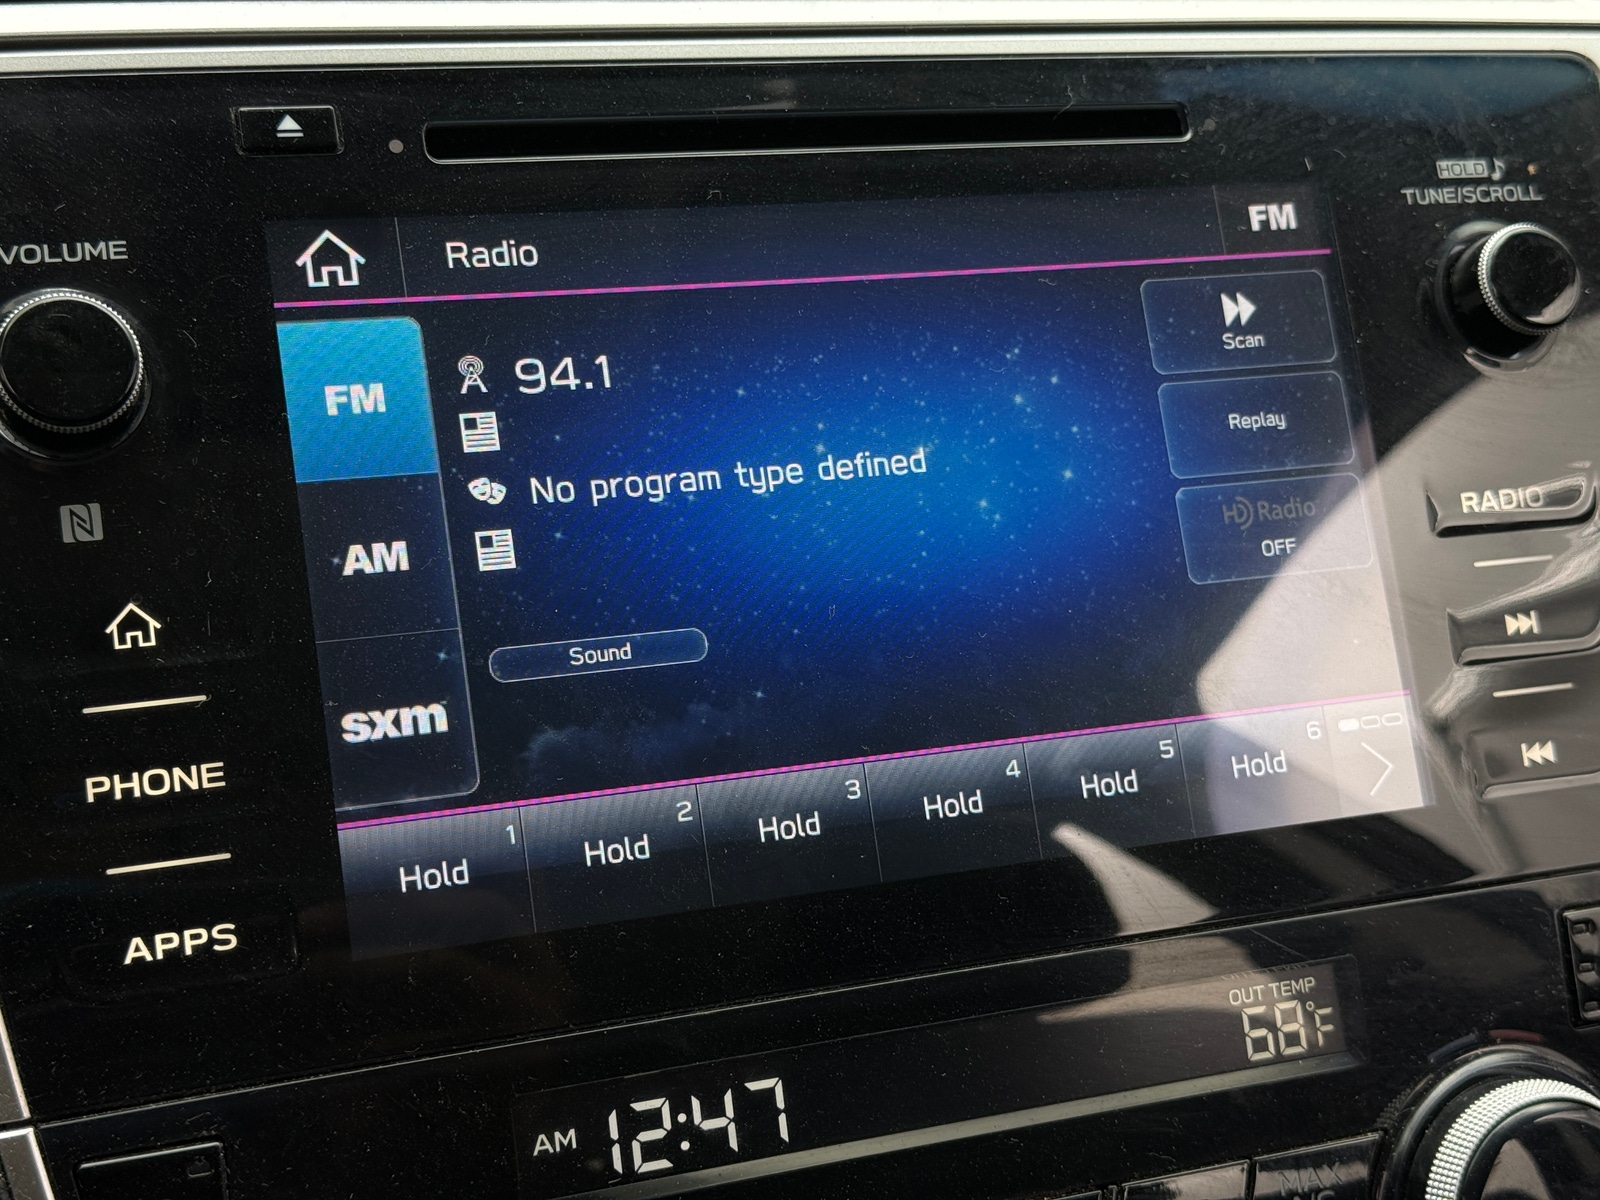 HOLD
TUNE/SCROLL
VOLUME
Radio
FM
FM
94.1
Scan
Replay
No program type defined
HD Radio
OFF
RADIO
AM
Sound
sxm
PHONE
APPS
1
Hold
2
Hold
3
Hold
4
Hold
5
Hold
6
Hold
OUT TEMP
68°F
AM 12:47
MAX